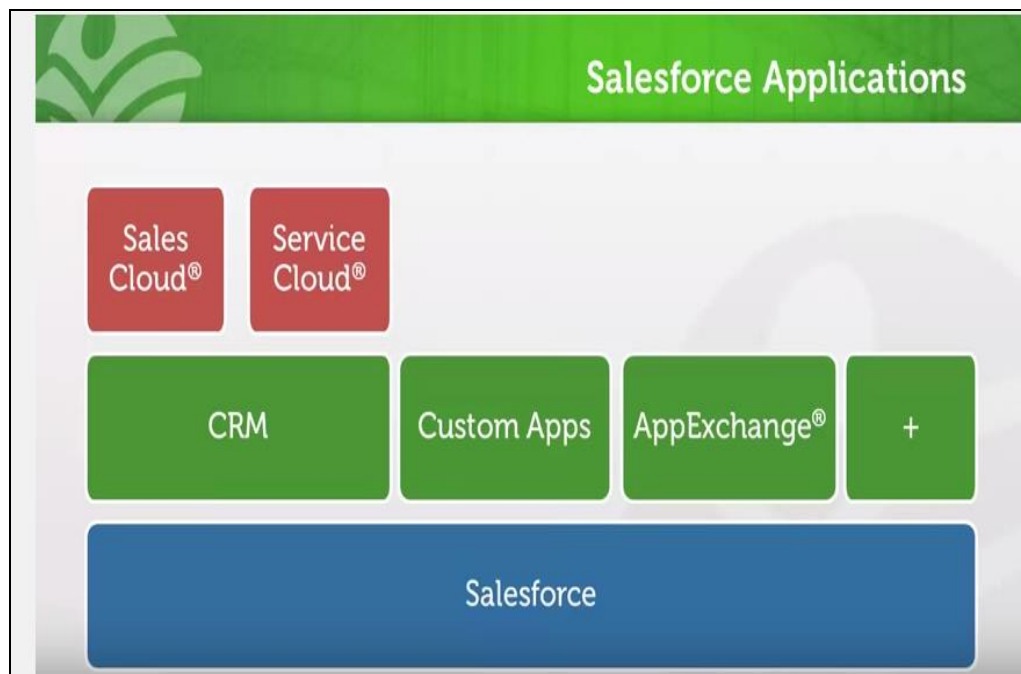 Salesforce Applications
Sales
Cloud®
Service
Cloud®
CRM
Custom Apps
AppExchange®
+
Salesforce